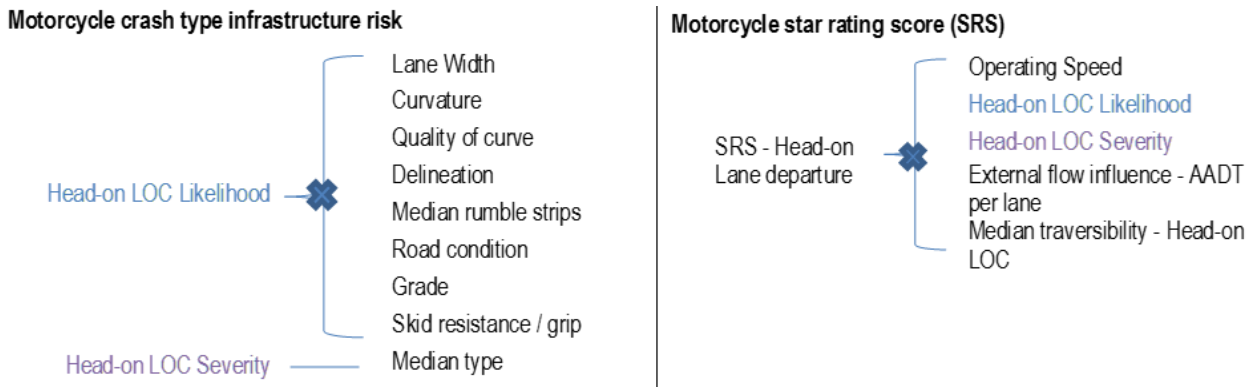 Motorcycle crash type infrastructure risk
Lane Width
Curvature
Quality of curve
Delineation
Head-on LOC Likelihood
Median rumble strips
Road condition
Grade
Skid resistance / grip
Head-on LOC Severity
Median type
Motorcycle star rating score (SRS)
Operating Speed
Head-on LOC Likelihood
Head-on LOC Severity
SRS - Head-on
Lane departure
External flow influence - AADT
per lane
Median traversibility - Head-on
LOC